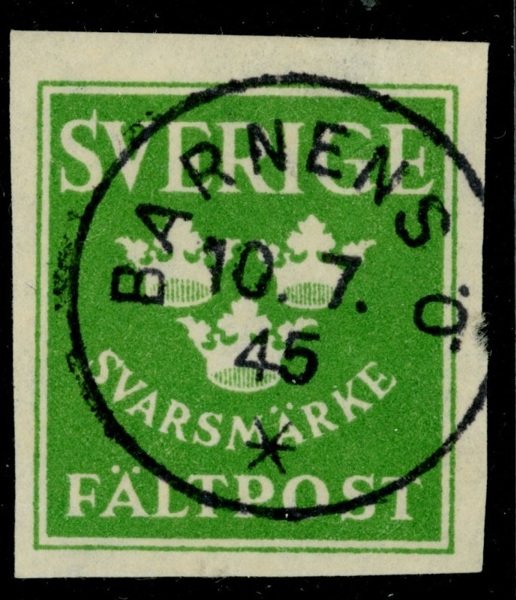 SVERIGE
BARNENS Ö.
10. 7.
45
SVARSMÄRKE
FÄLTPOST